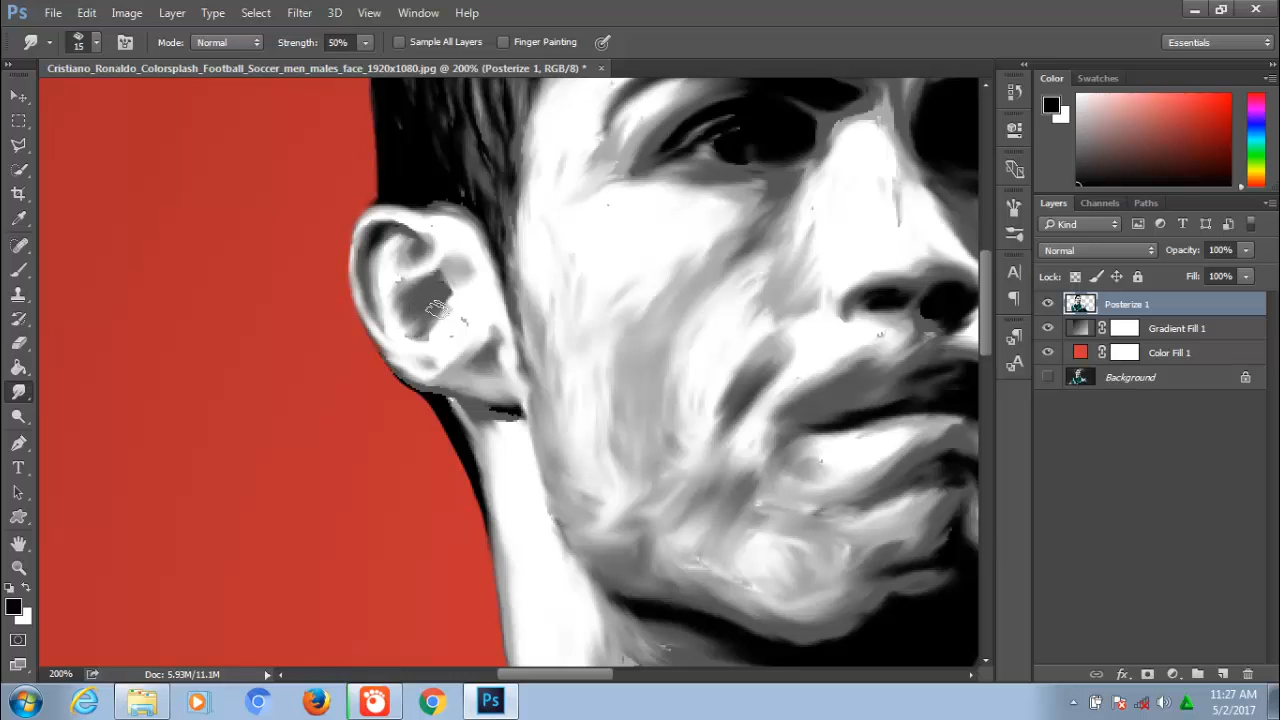 Ps File Edit Image Layer Type Select Filter 3D View Window Help
15 Mode: Normal Strength: 50% Sample All Layers Finger Painting Essentials
Cristiano_Ronaldo_Colorsplash_Football_Soccer_men_males_face_1920x1080.jpg @ 200% (Posterize 1, RGB/8) *
Color Swatches
Layers Channels Paths
Kind
Normal Opacity: 100%
Lock: Fill: 100%
Posterize 1
Gradient Fill 1
Color Fill 1
Background
200% Doc: 5.93M/11.1M
Ps
11:27 AM
5/2/2017